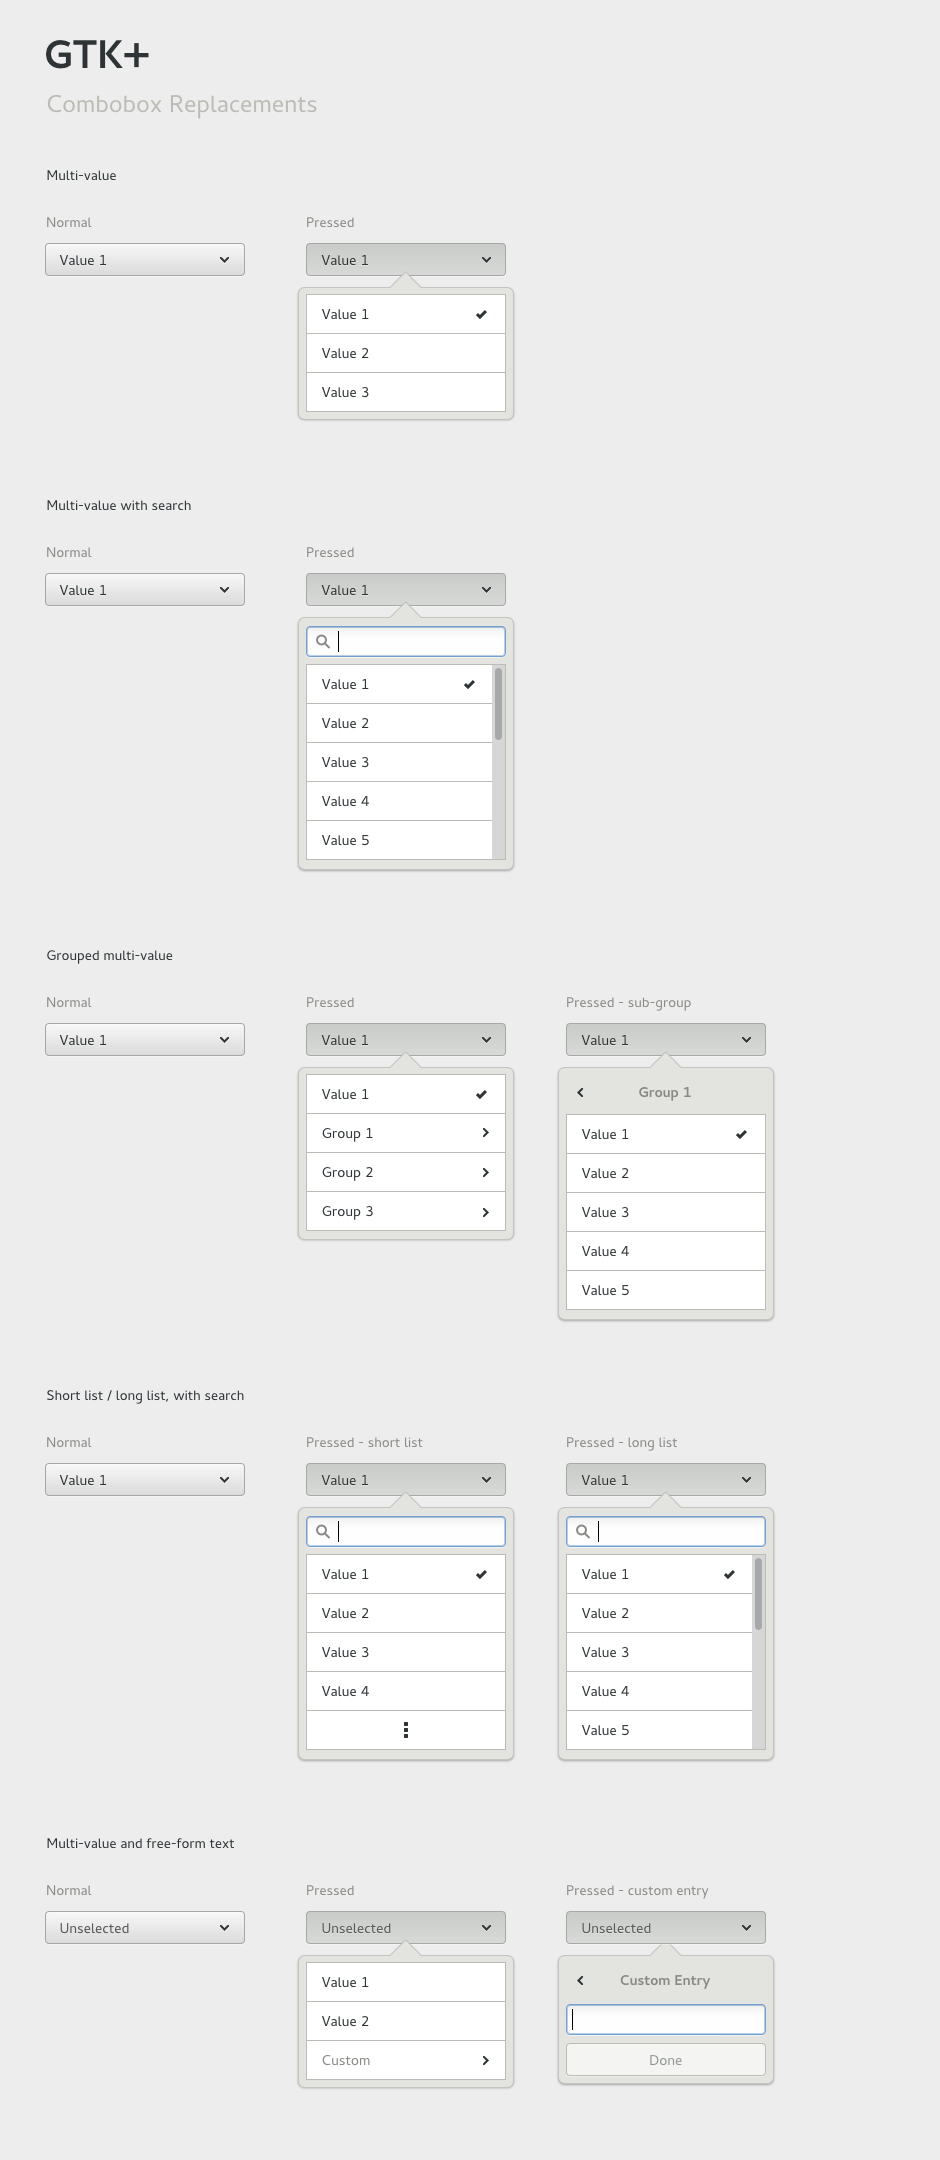 GTK+
Combobox Replacements
Multi-value
Normal
Pressed
Value 1
Value 1
Value 1
Value 2
Value 3
Multi-value with search
Normal
Pressed
Value 1
Value 1
Value 1
Value 2
Value 3
Value 4
Value 5
Grouped multi-value
Normal
Pressed
Pressed - sub-group
Value 1
Value 1
Value 1
Value 1
Group 1
Group 2
Group 3
Group 1
Value 1
Value 2
Value 3
Value 4
Value 5
Short list / long list, with search
Normal
Pressed - short list
Pressed - long list
Value 1
Value 1
Value 1
Value 1
Value 2
Value 3
Value 4
Value 1
Value 2
Value 3
Value 4
Value 5
Multi-value and free-form text
Normal
Pressed
Pressed - custom entry
Unselected
Unselected
Unselected
Value 1
Value 2
Custom
Custom Entry
Done